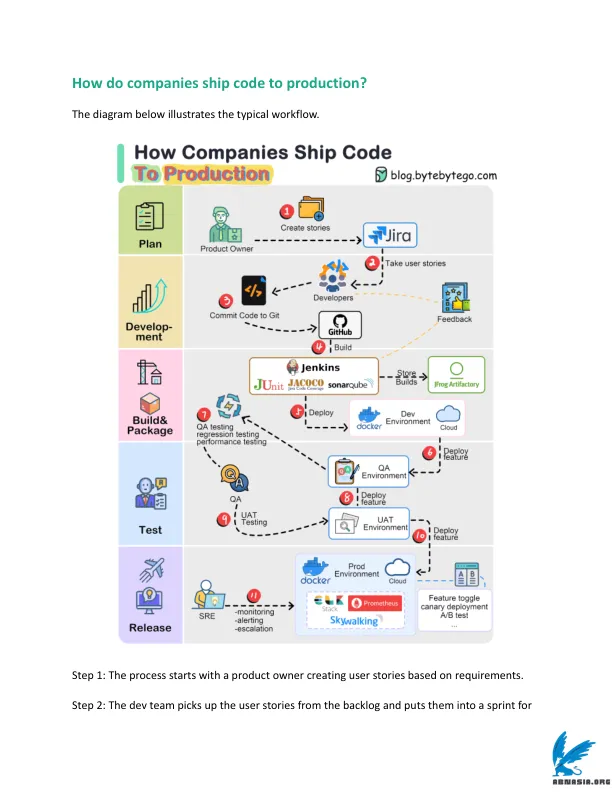 How do companies ship code to production?
The diagram below illustrates the typical workflow.
How Companies Ship Code
To Production
blog.bytebytego.com
Plan
Product Owner
1
Create stories
Jira
2
Take user stories
Develop-
ment
3
Commit Code to Git
Developers
GitHub
Feedback
4
Build
Build&
Package
Jenkins
JUnit
JACOCO
Java Code Coverage
sonarqube
Store
Builds
JFrog Artifactory
5
Deploy
docker
Dev
Environment
Cloud
7
QA testing
regression testing
performance testing
6
Deploy
feature
Test
QA
QA
Environment
8
Deploy
feature
9
UAT
Testing
UAT
Environment
10
Deploy
feature
Release
SRE
11
-monitoring
-alerting
-escalation
docker
Prod
Environment
Cloud
ELK
Stack
Prometheus
Skywalking
A B
Feature toggle
canary deployment
A/B test
...
Step 1: The process starts with a product owner creating user stories based on requirements.
Step 2: The dev team picks up the user stories from the backlog and puts them into a sprint for
ABNASIA.ORG